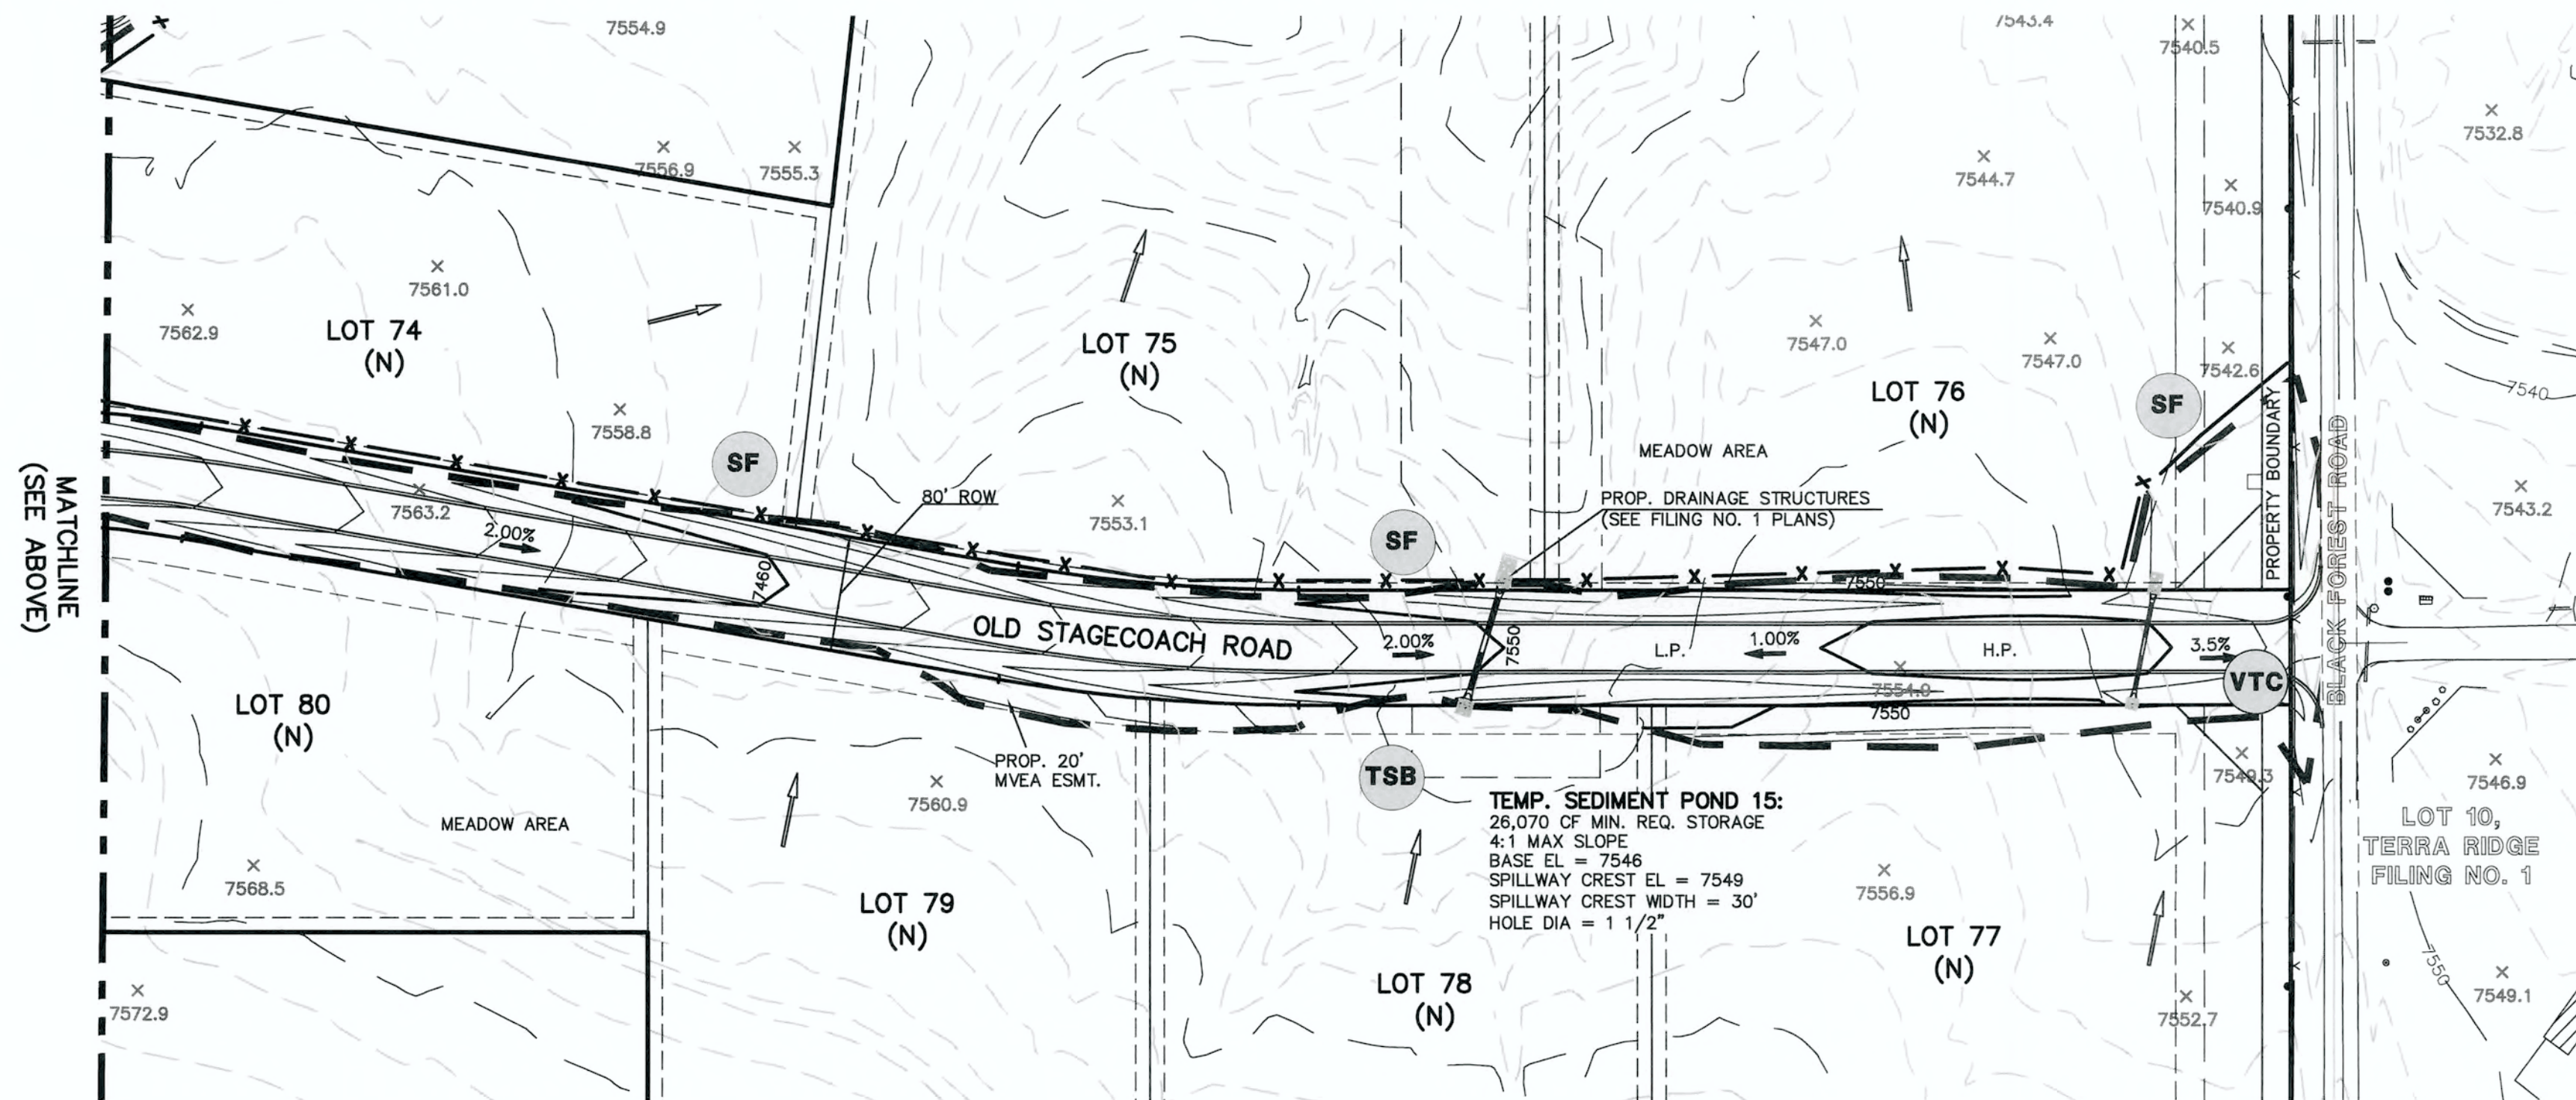 7554.9
7543.4
7540.5
7532.8
7556.9
7555.3
7544.7
7540.9
7561.0
7562.9
LOT 74
(N)
LOT 75
(N)
7547.0
7547.0
7542.6
7540
LOT 76
(N)
SF
7558.8
SF
MEADOW AREA
PROPERTY BOUNDARY
BLACK FOREST ROAD
MATCHLINE
(SEE ABOVE)
7563.2
2.00%
80' ROW
7553.1
PROP. DRAINAGE STRUCTURES
(SEE FILING NO. 1 PLANS)
7543.2
SF
7460
7550
OLD STAGECOACH ROAD
2.00%
7550
L.P.
1.00%
H.P.
3.5%
VTC
7554.9
7550
LOT 80
(N)
PROP. 20'
MVEA ESMT.
TSB
7549.3
7546.9
7560.9
TEMP. SEDIMENT POND 15:
26,070 CF MIN. REQ. STORAGE
4:1 MAX SLOPE
BASE EL = 7546
SPILLWAY CREST EL = 7549
SPILLWAY CREST WIDTH = 30'
HOLE DIA = 1 1/2"
MEADOW AREA
LOT 10,
TERRA RIDGE
FILING NO. 1
7568.5
7556.9
LOT 79
(N)
LOT 77
(N)
7550
LOT 78
(N)
7572.9
7552.7
7549.1